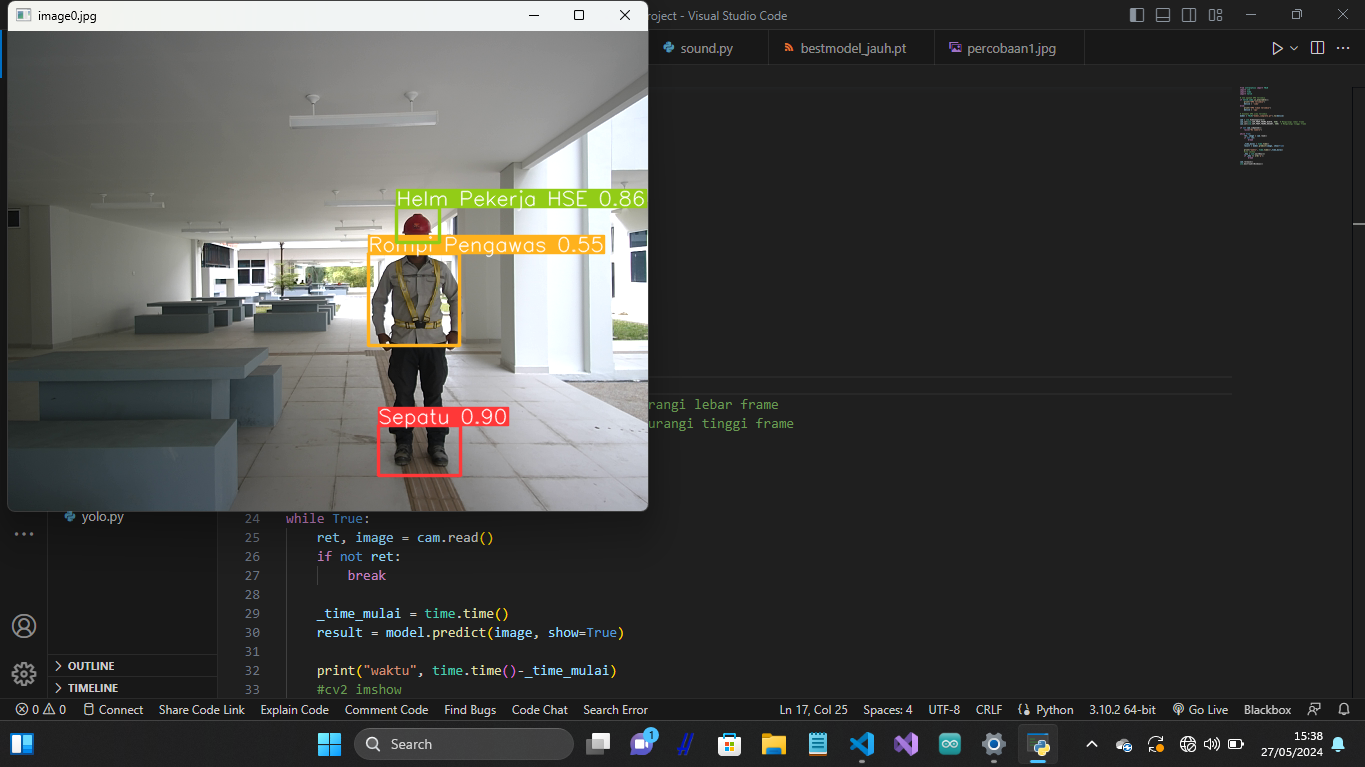 image0.jpg
roject - Visual Studio Code
sound.py
bestmodel_jauh.pt
percobaan1.jpg
Helm Pekerja HSE 0.86
Rompi Pengawas 0.55
Sepatu 0.90
rangi lebar frame
urangi tinggi frame
yolo.py
24 while True:
25 ret, image = cam.read()
26 if not ret:
27 break
28
29 _time_mulai = time.time()
30 result = model.predict(image, show=True)
31
32 print("waktu", time.time()-_time_mulai)
33 #cv2 imshow
OUTLINE
TIMELINE
0 0 Connect Share Code Link Explain Code Comment Code Find Bugs Code Chat Search Error Ln 17, Col 25 Spaces: 4 UTF-8 CRLF Python 3.10.2 64-bit Go Live Blackbox
Search
1
15:38
27/05/2024